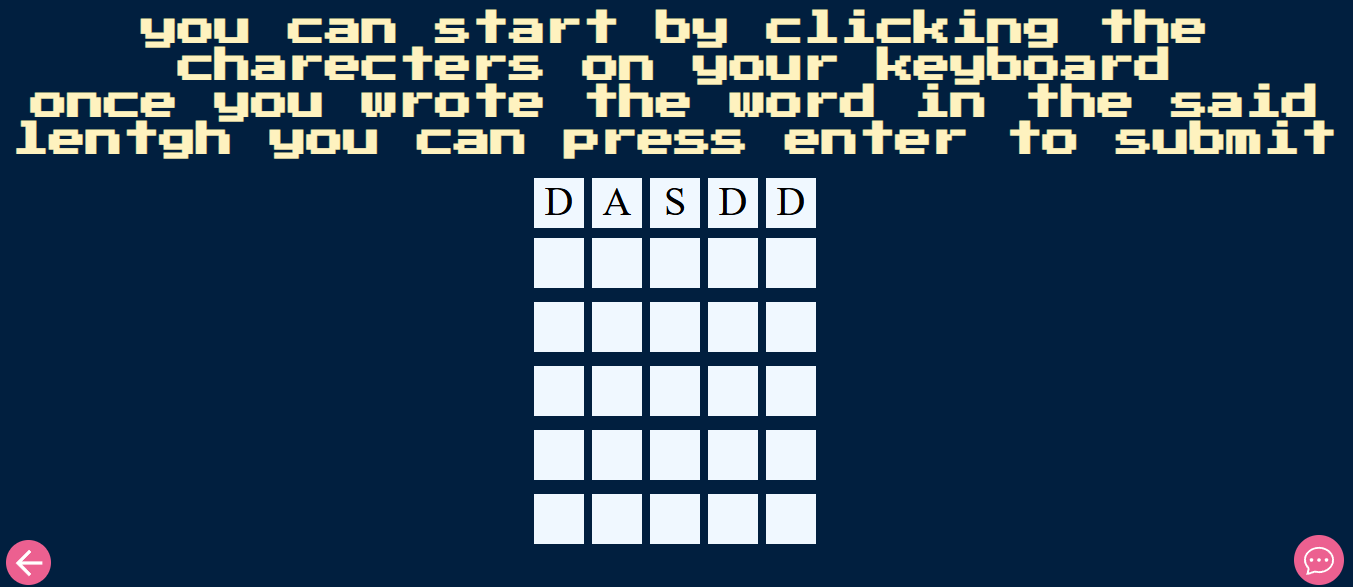 you can start by clicking the
charecters on your keyboard
once you wrote the word in the said
lentgh you can press enter to submit
D A S D D